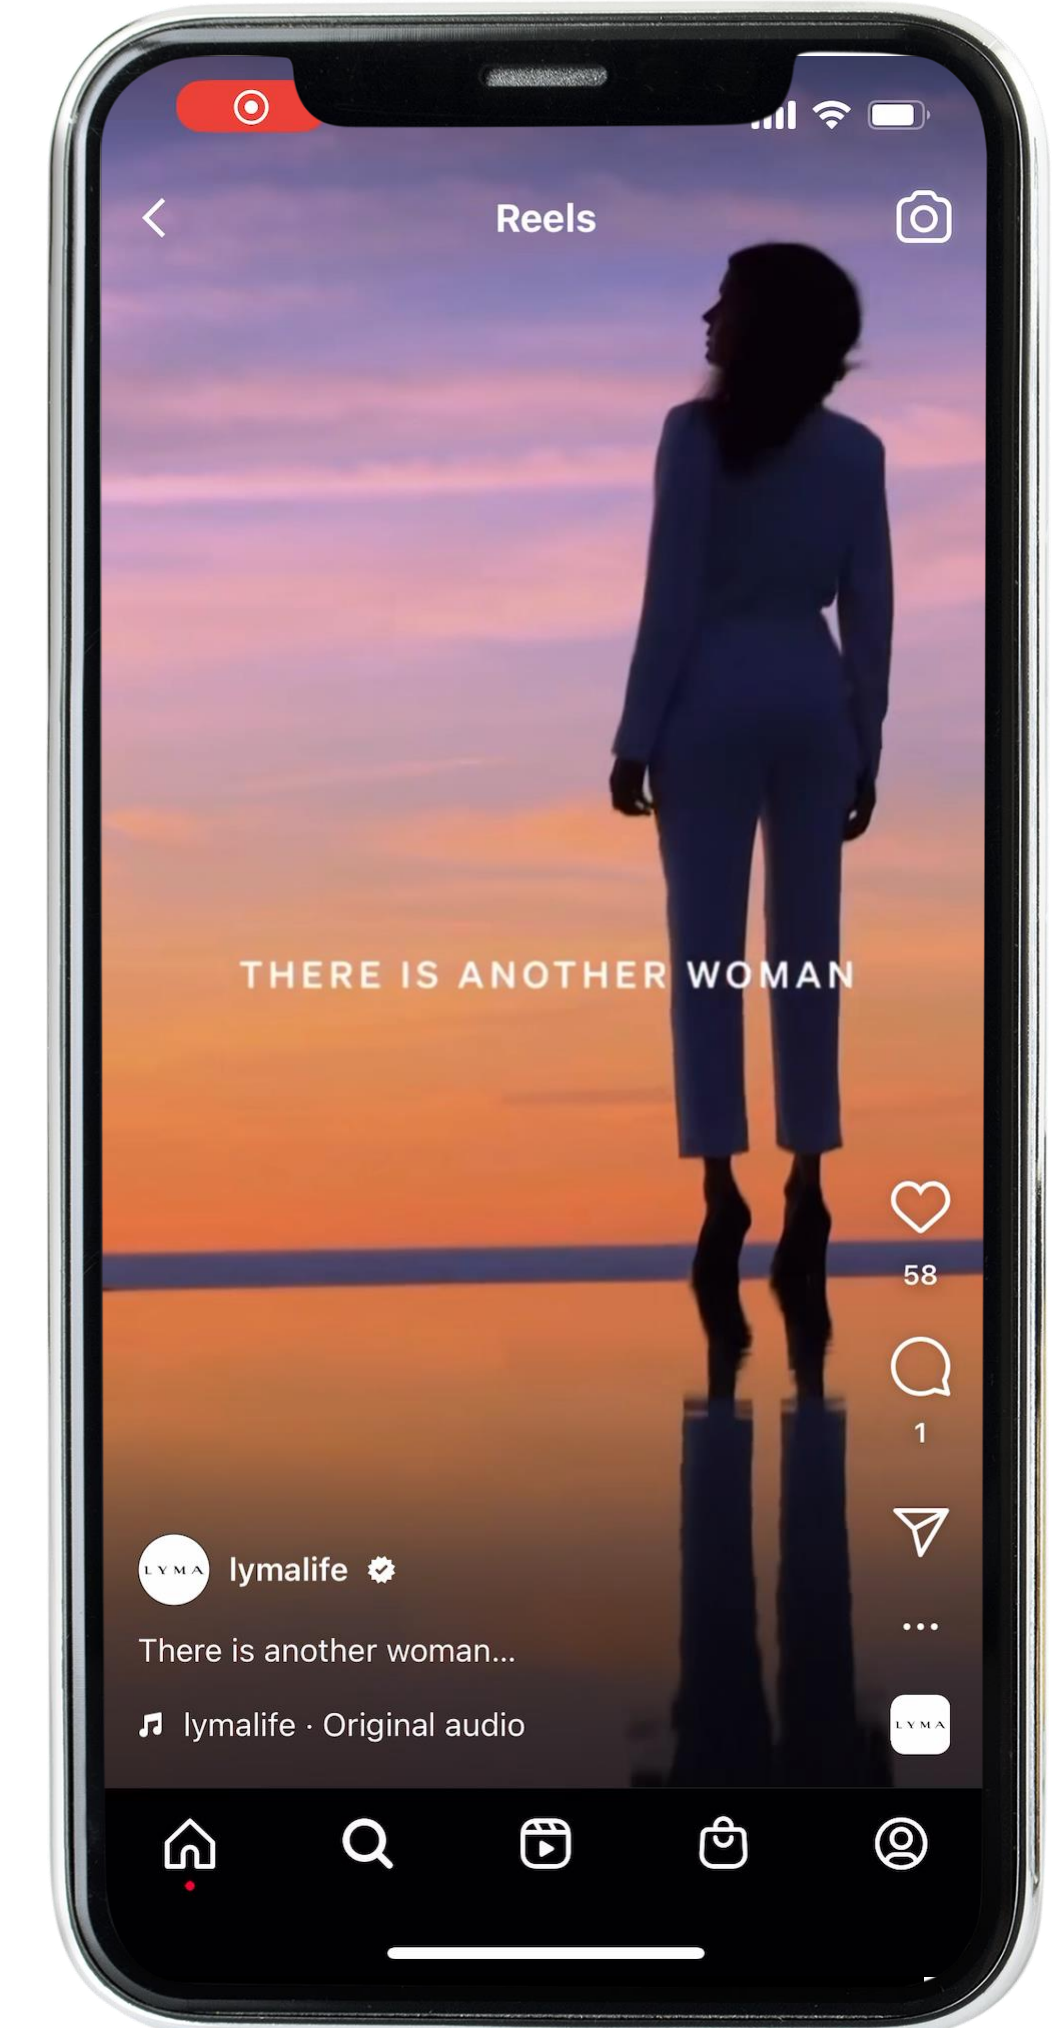 Reels
THERE IS ANOTHER WOMAN
58
1
LYMA
lymalife
There is another woman...
lymalife · Original audio
LYMA